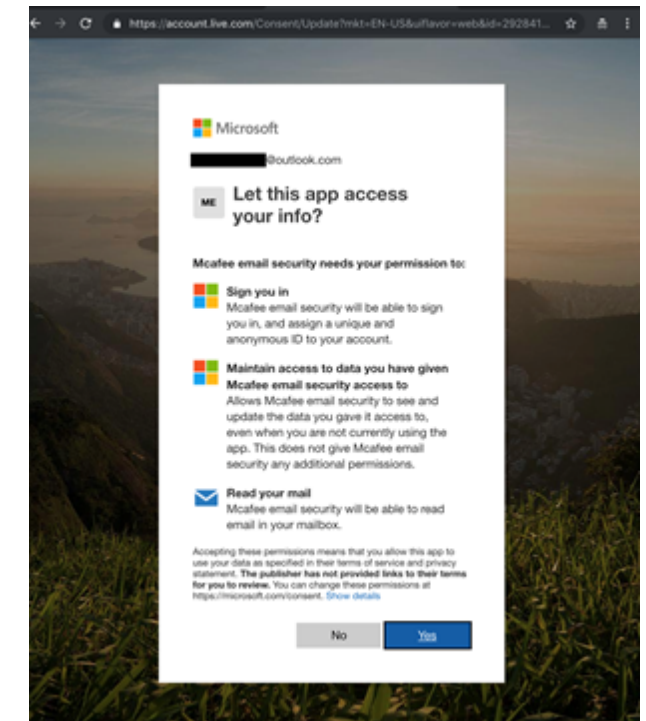 https://account.live.com/Consent/Update?mkt=EN-US&uiflavor=web&id=292841...
Microsoft
@outlook.com
ME
Let this app access
your info?
Mcafee email security needs your permission to:
Sign you in
Mcafee email security will be able to sign
you in, and assign a unique and
anonymous ID to your account.
Maintain access to data you have given
Mcafee email security access to
Allows Mcafee email security to see and
update the data you gave it access to,
even when you are not currently using the
app. This does not give Mcafee email
security any additional permissions.
Read your mail
Mcafee email security will be able to read
email in your mailbox.
Accepting these permissions means that you allow this app to
use your data as specified in their terms of service and privacy
statement. The publisher has not provided links to their terms
for you to review. You can change these permissions at
https://microsoft.com/consent. Show details
No
Yes